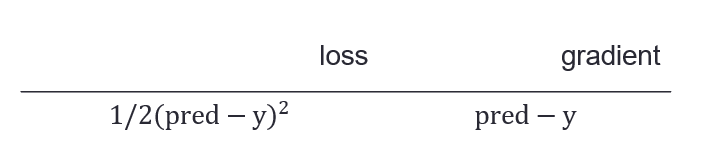 loss gradient
1/2(pred − y)² pred − y